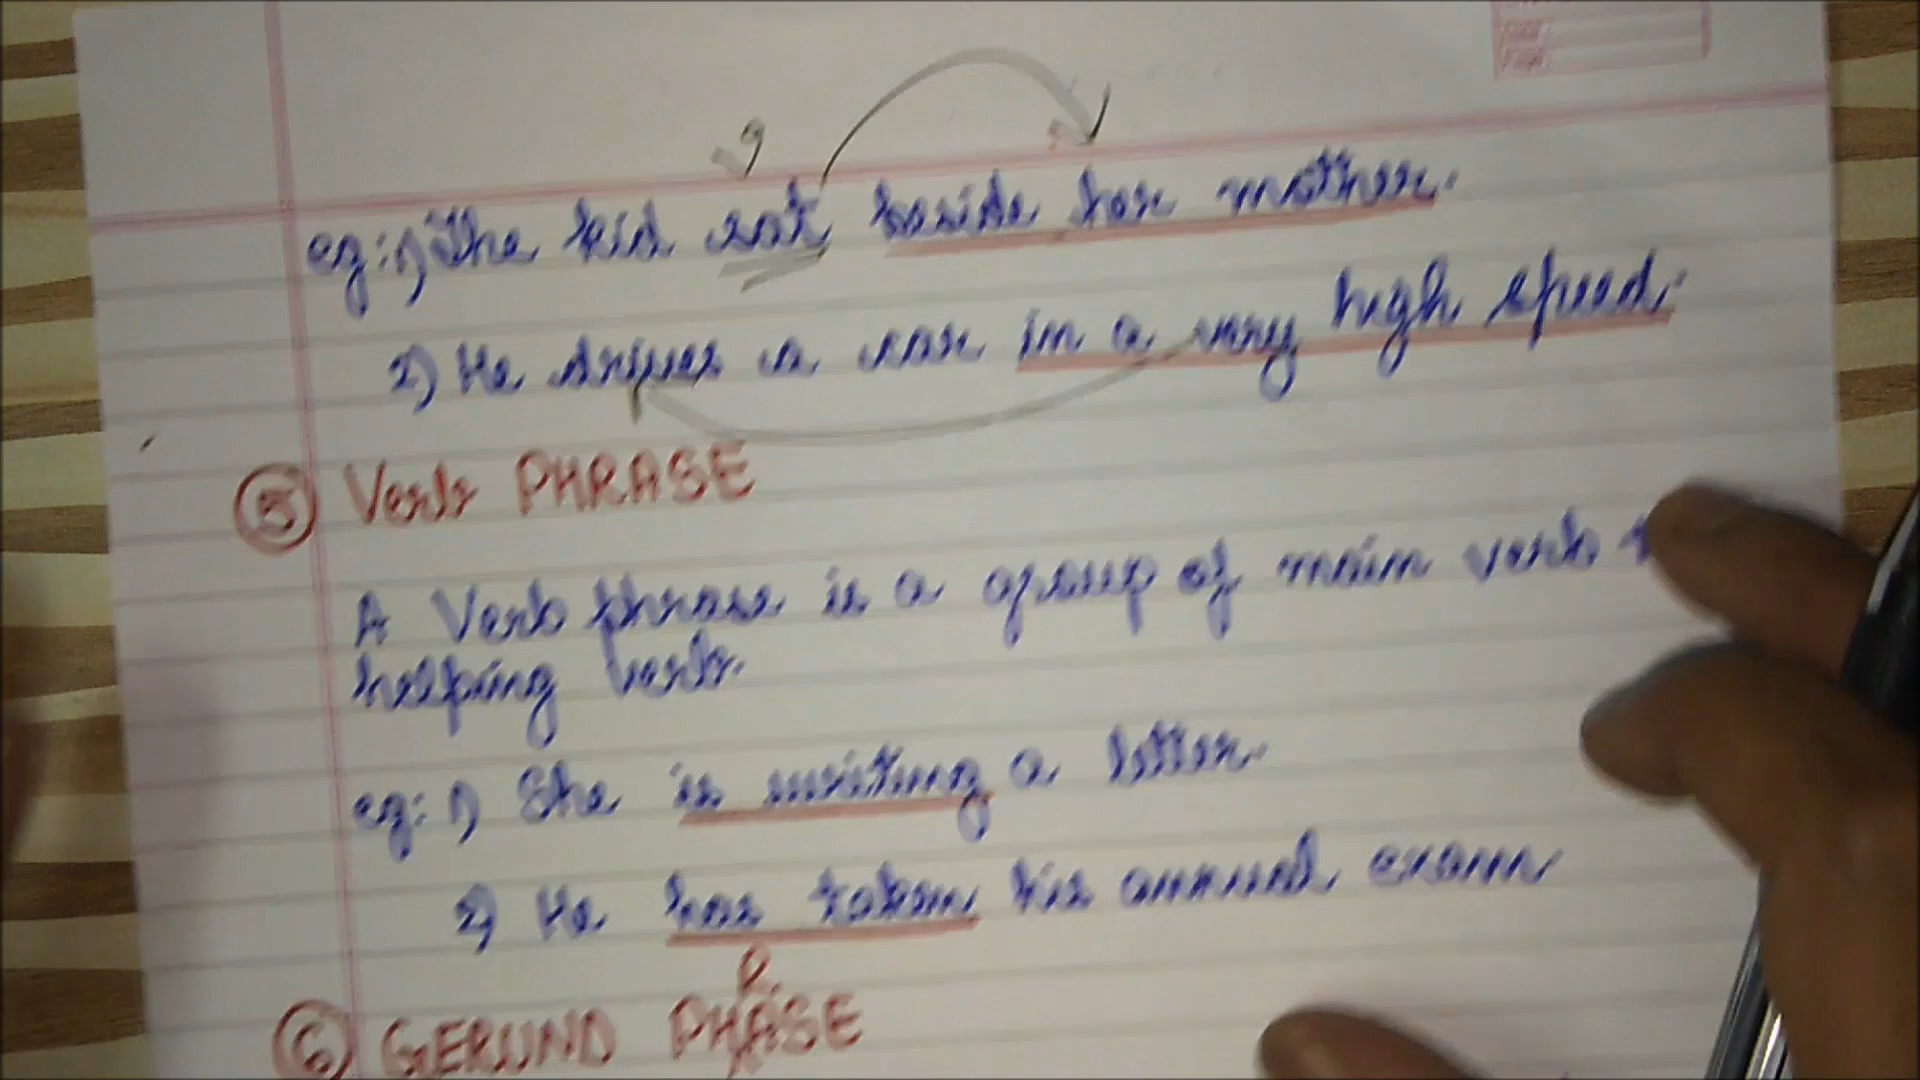 eg: 1) The kid sat beside her mother.
2) He drives a car in a very high speed.
5 Verb PHRASE
A Verb phrase is a group of main verb
helping verb.
eg: 1) She is writing a letter.
2) He has taken his annual exam
6 GERUND PHRASE